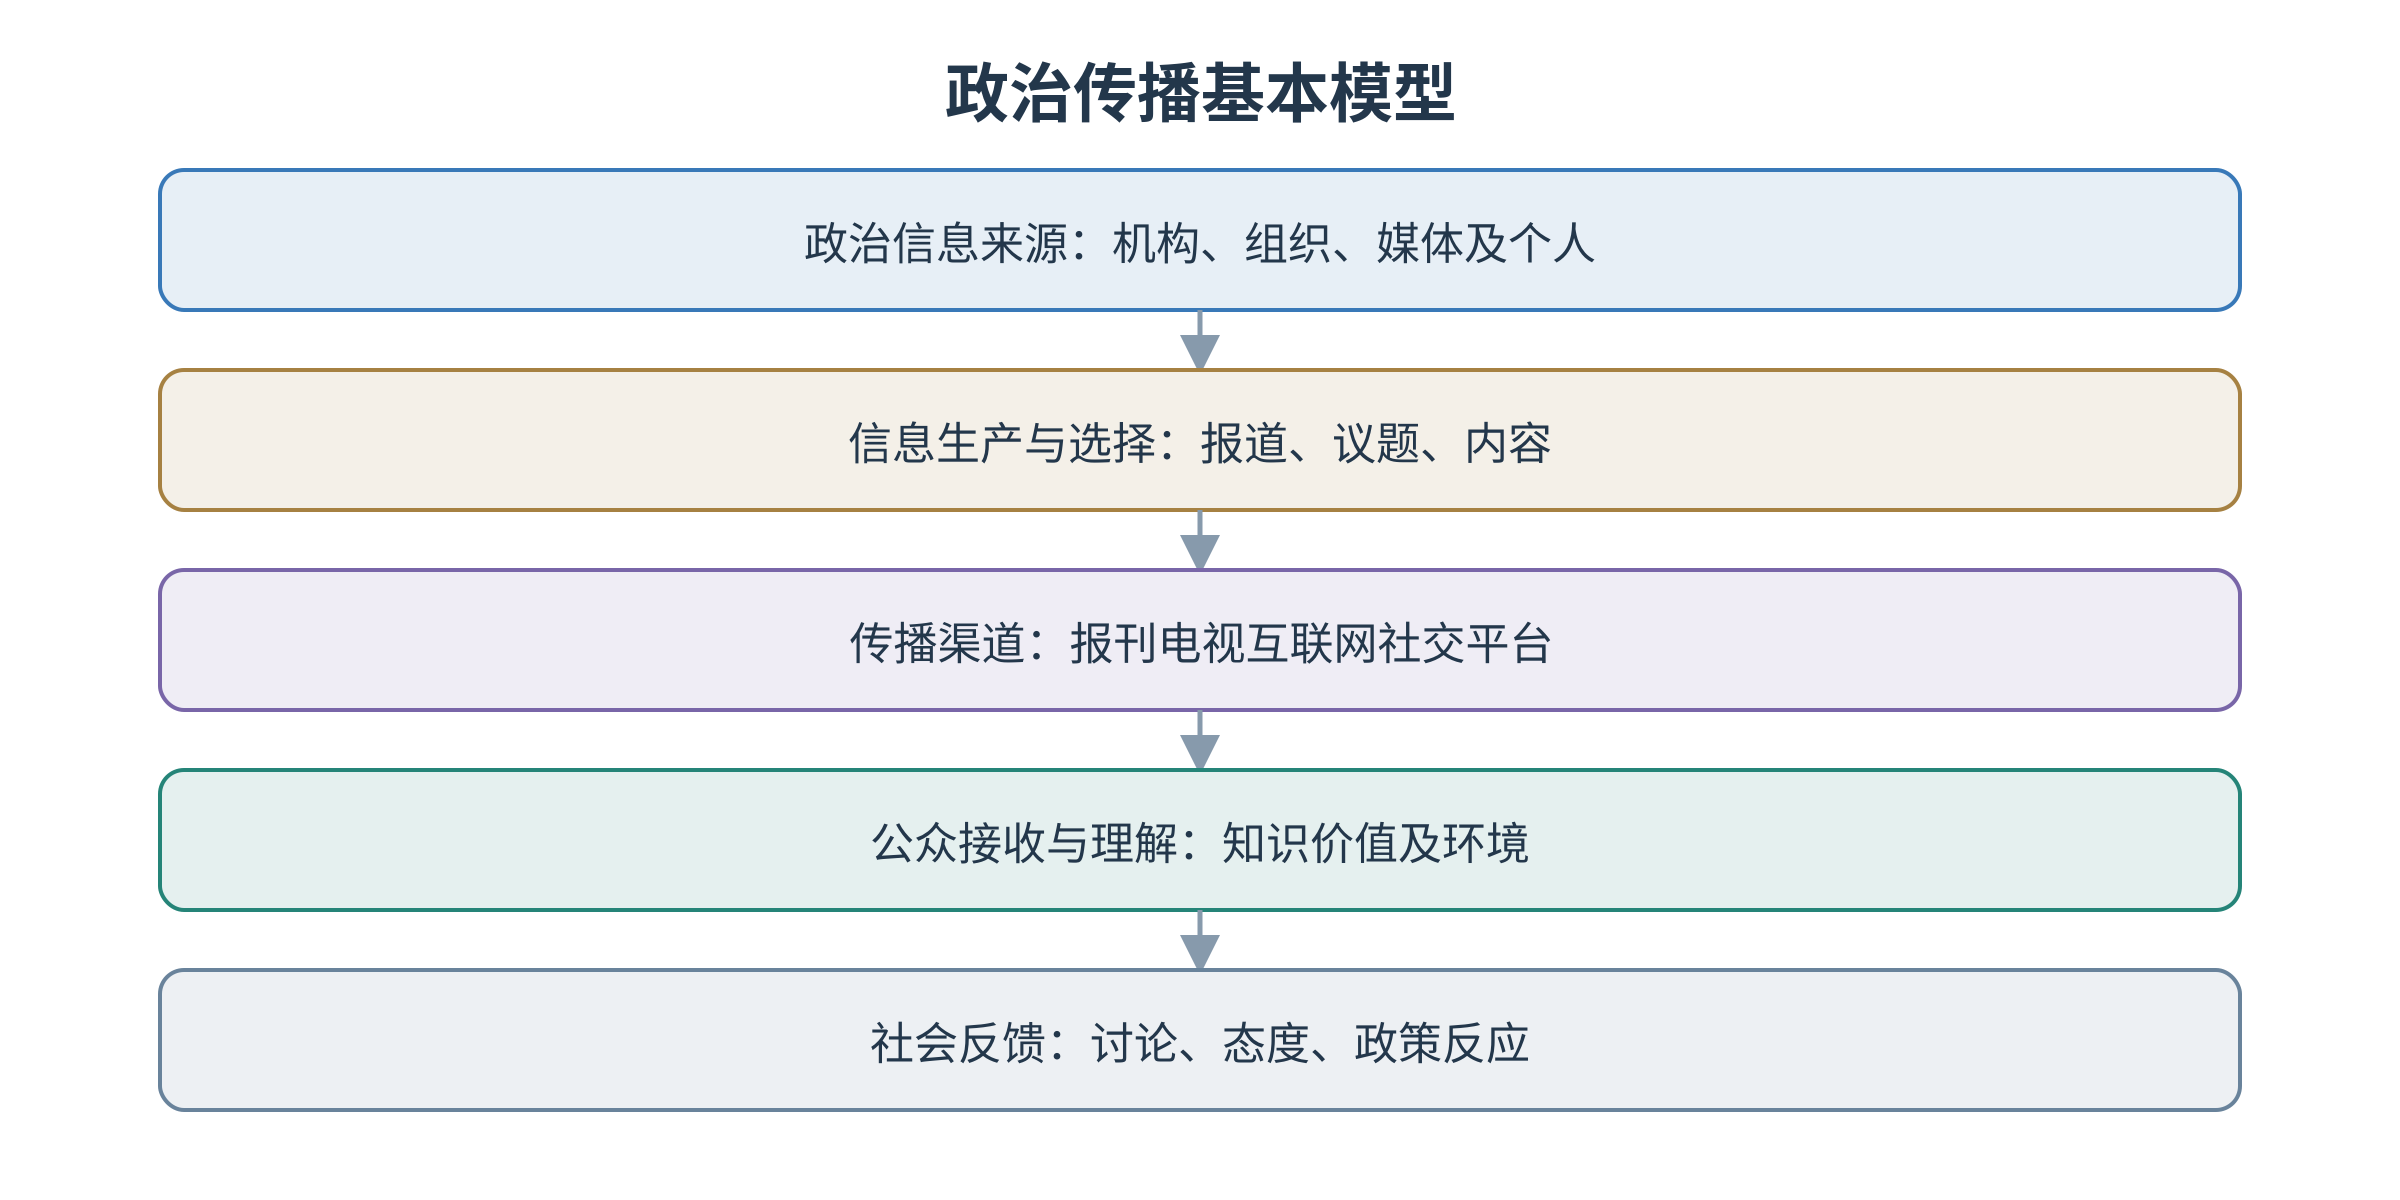 政治传播基本模型
政治信息来源：机构、组织、媒体及个人
信息生产与选择：报道、议题、内容
传播渠道：报刊电视互联网社交平台
公众接收与理解：知识价值及环境
社会反馈：讨论、态度、政策反应